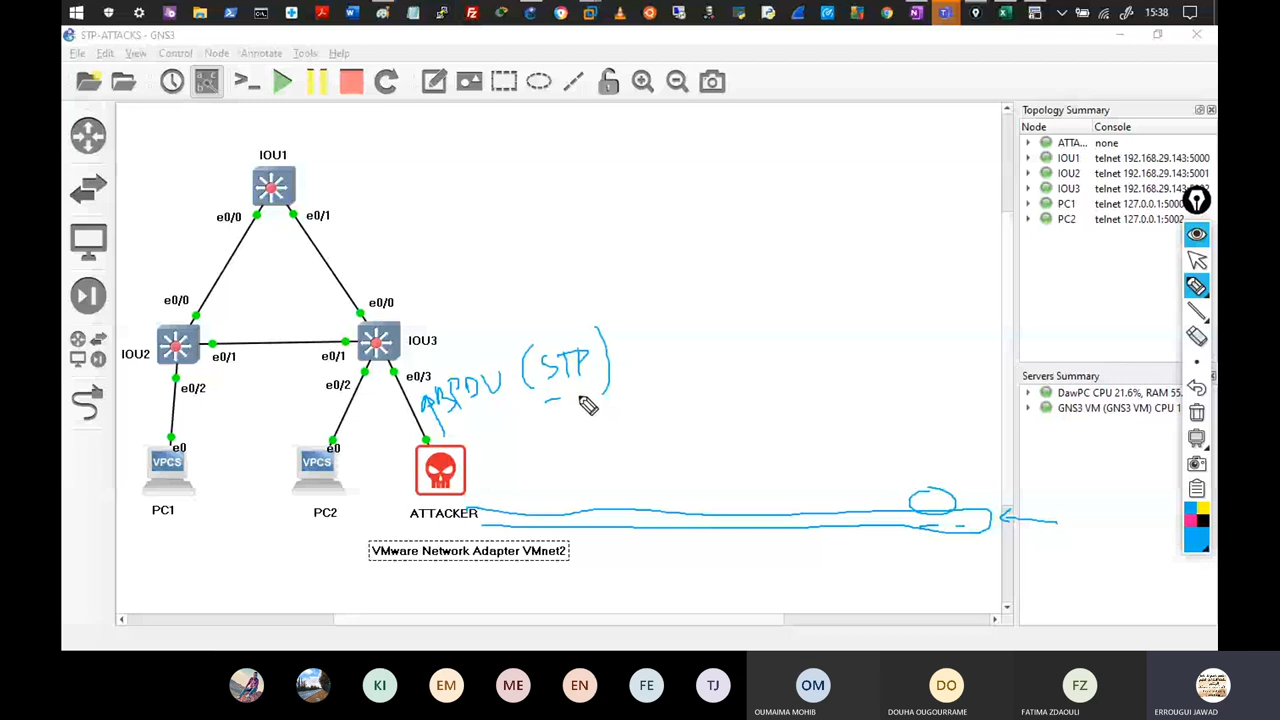 15:38
STP-ATTACKS - GNS3
File Edit View Control Node Annotate Tools Help
Topology Summary
Node Console
ATTA... none
IOU1 telnet 192.168.29.143:5000
IOU2 telnet 192.168.29.143:5001
IOU3 telnet 192.168.29.143:5002
PC1 telnet 127.0.0.1:5000
PC2 telnet 127.0.0.1:5002
IOU1
e0/0 e0/1
e0/0 e0/0
IOU2 e0/1 e0/1 IOU3
e0/2 e0/2 e0/3
BPDU (STP)
e0 e0
VPCS VPCS
PC1 PC2 ATTACKER
VMware Network Adapter VMnet2
Servers Summary
DawPC CPU 21.6%, RAM 55.
GNS3 VM (GNS3 VM) CPU 1
KI EM ME EN FE TJ OM DO FZ
OUMAIMA MOHIB DOUHA OUGOURRAME FATIMA ZDAOULI ERROUGUI JAWAD